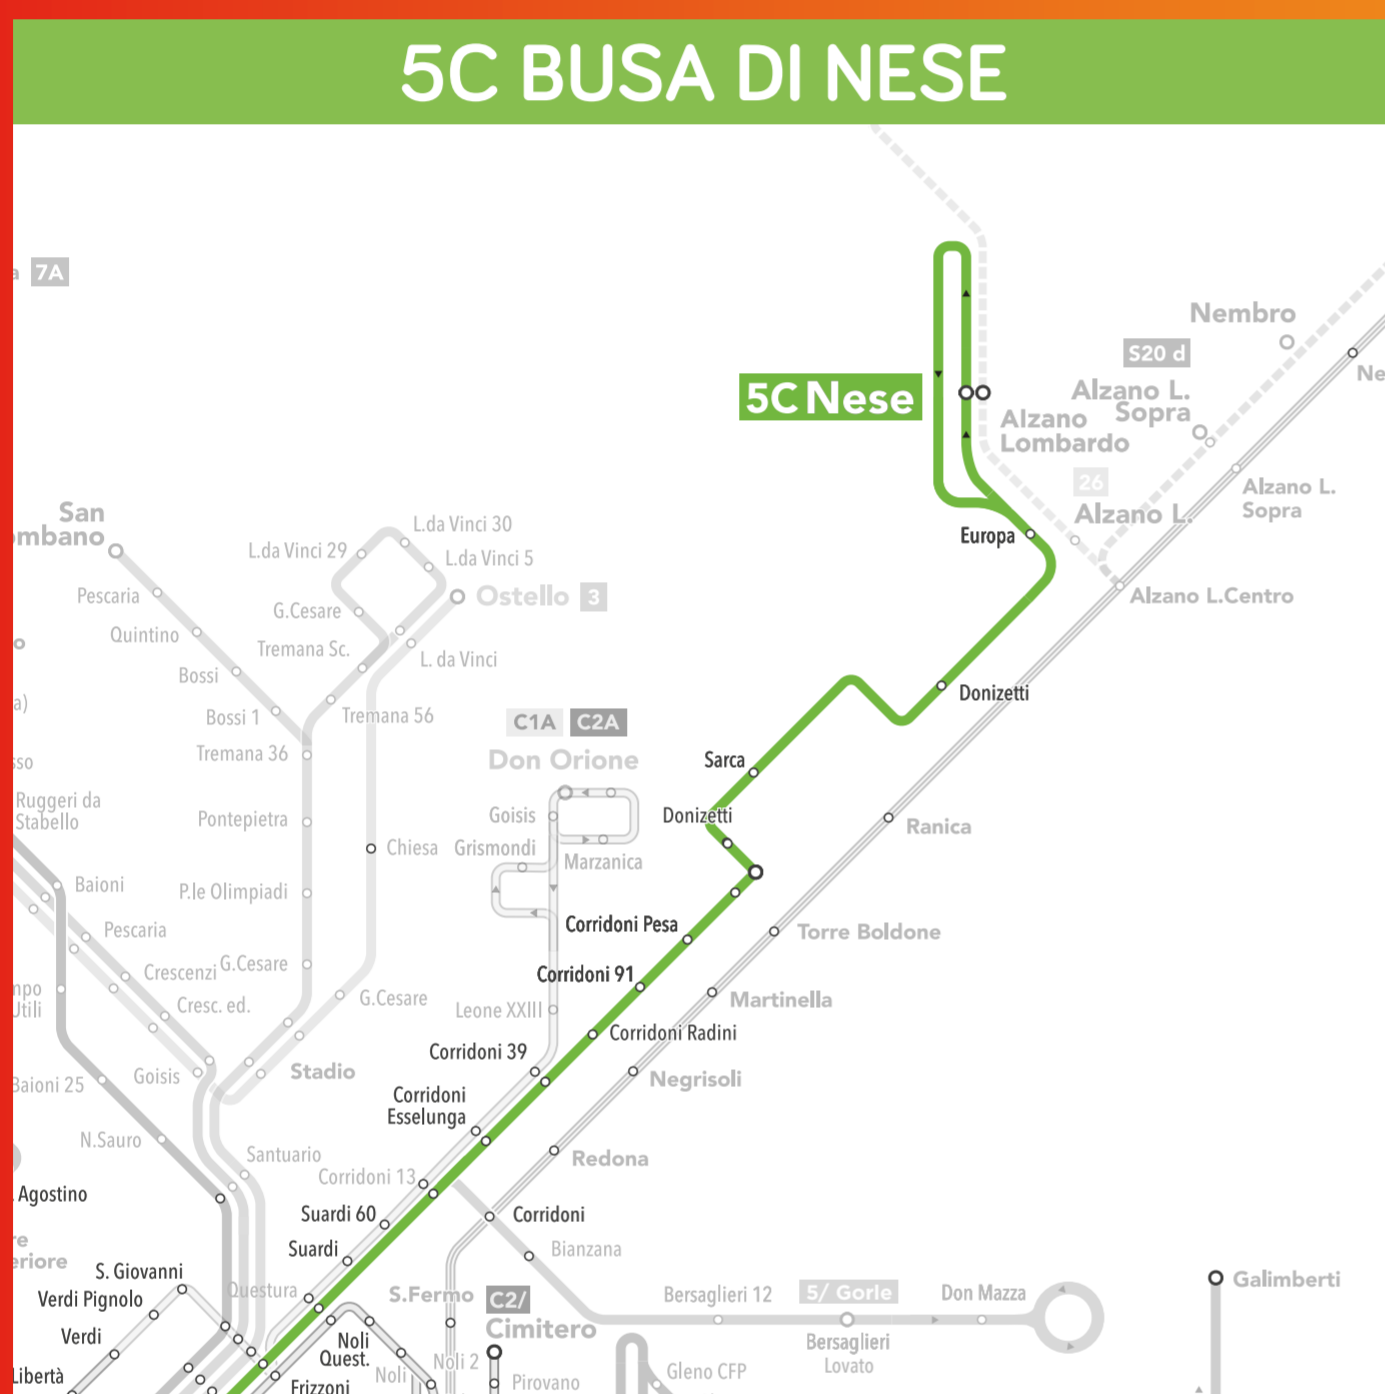 5C BUSA DI NESE
7A
5C Nese
Nembro
S20 d
Alzano L.
Sopra
Alzano
Lombardo
26
Alzano L.
Alzano L.
Sopra
Europa
Alzano L.Centro
San
L.da Vinci 30
L.da Vinci 29
L.da Vinci 5
Pescaria
G.Cesare
Ostello 3
Quintino
Tremana Sc.
L. da Vinci
Bossi
Bossi 1
Tremana 56
Donizetti
C1A C2A
Tremana 36
Don Orione
Sarca
Ruggeri da
Stabello
Pontepietra
Goisis
Donizetti
Ranica
Chiesa
Grismondi
Marzanica
Baioni
P.le Olimpiadi
Pescaria
Corridoni Pesa
Torre Boldone
Crescenzi
G.Cesare
Corridoni 91
Cresc. ed.
G.Cesare
Leone XXIII
Martinella
Corridoni Radini
Corridoni 39
Baioni 25
Goisis
Stadio
Negrisoli
Corridoni
Esselunga
N.Sauro
Santuario
Redona
Corridoni 13
Agostino
Suardi 60
Corridoni
Suardi
Bianzana
S. Giovanni
Questura
S.Fermo
C2/
Cimitero
Bersaglieri 12
5/ Gorle
Don Mazza
Galimberti
Verdi Pignolo
Verdi
Noli
Quest.
Bersaglieri
Lovato
Noli 2
Noli
Gleno CFP
Libertà
Frizzoni
Pirovano